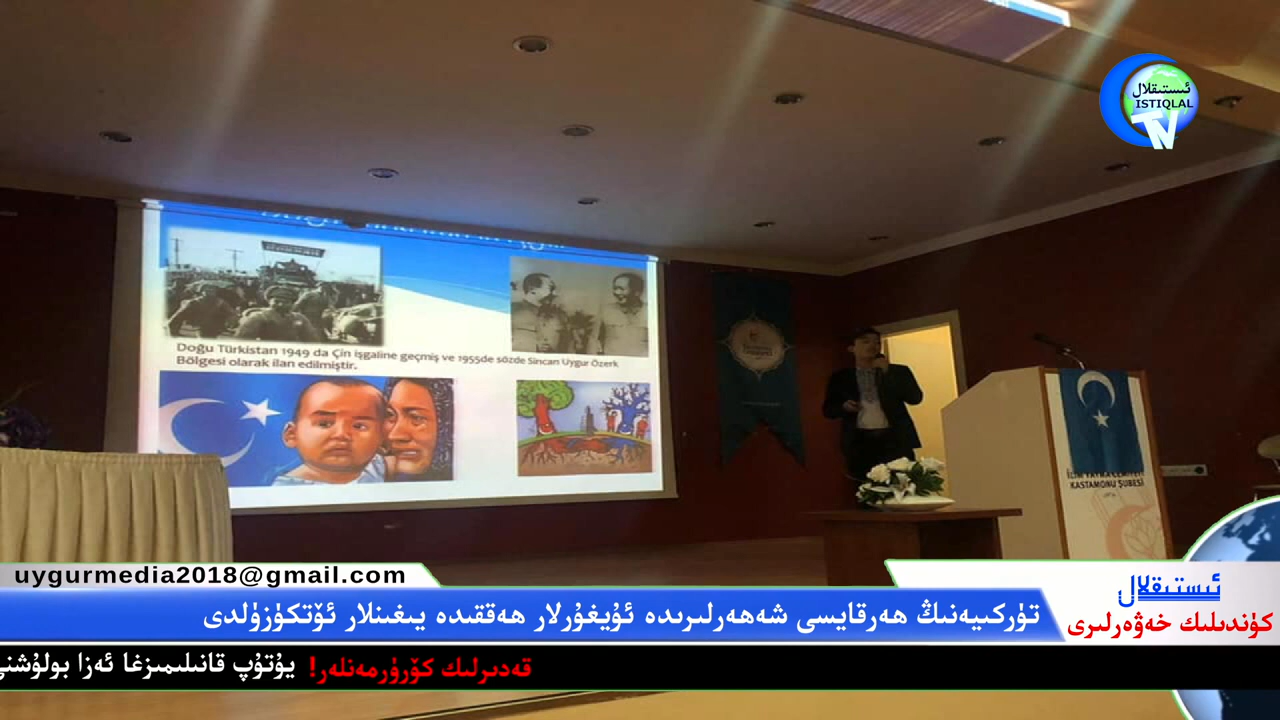 ئىستىقلال
ISTIQLAL
TV
Doğu Türkistan 1949 da Çin işgaline geçmiş ve 1955de sözde Sincan Uygur Özerk
Bölgesi olarak ilan edilmiştir.
KASTAMONU ŞUBESİ
uygurmedia2018@gmail.com
ئىستىقلال
كۈندىلىك خەۋەرلىرى
تۈركىيەنىڭ ھەرقايسى شەھەرلىرىدە ئۇيغۇرلار ھەققىدە يىغىنلار ئۆتكۈزۈلدى
قەدىرلىك كۆرۈرمەنلەر! يۇتۇپ قانىلىمىزغا ئەزا بولۇشنى